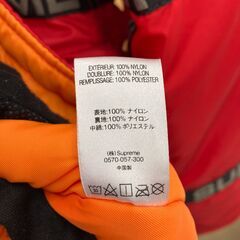 EXTÉRIEUR: 100% NYLON
DOUBLURE: 100% NYLON
REMPLISSAGE: 100% POLYESTER
表地: 100% ナイロン
裏地: 100% ナイロン
中綿: 100% ポリエステル
(株) Supreme
0570-057-300
中国製